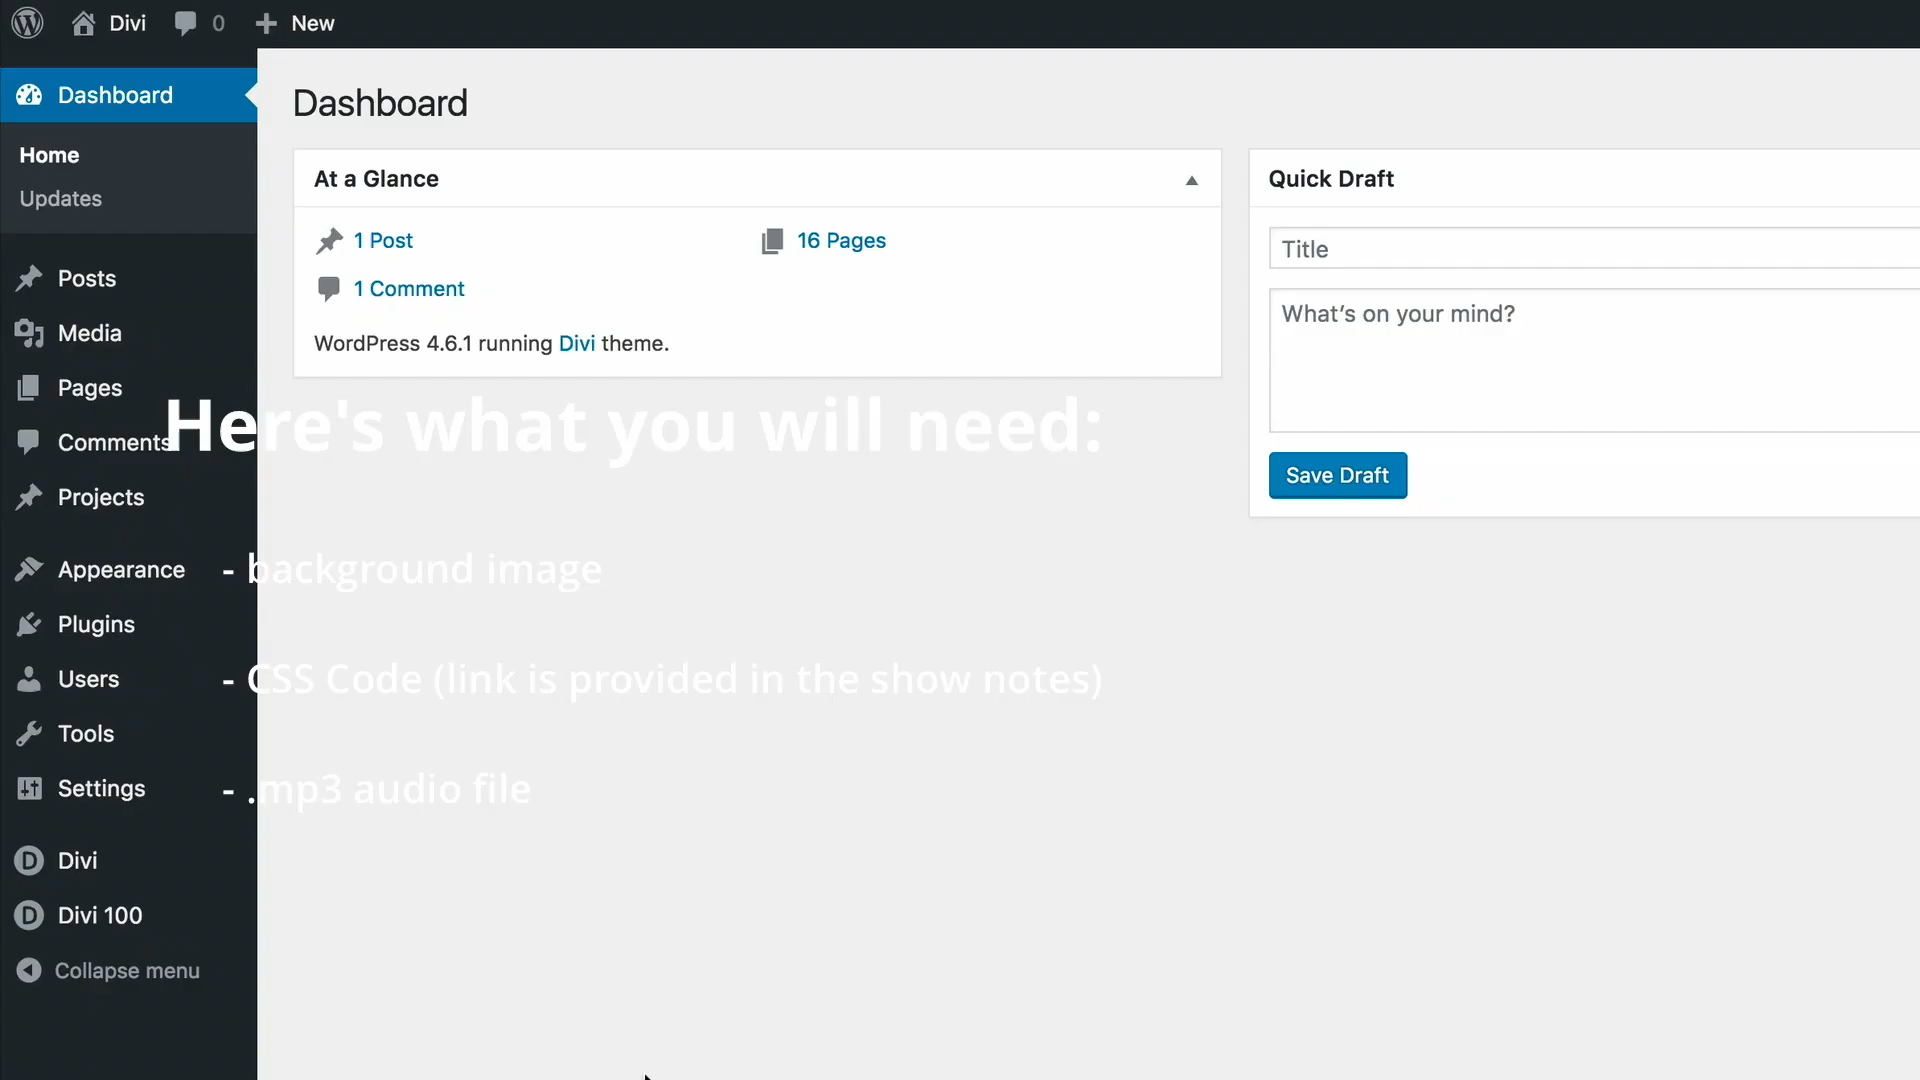 Divi 0 New
Dashboard
Home
Updates
Posts
Media
Pages
Comments
Projects
Appearance
Plugins
Users
Tools
Settings
Divi
Divi 100
Collapse menu
Dashboard
At a Glance
1 Post
16 Pages
1 Comment
WordPress 4.6.1 running Divi theme.
Quick Draft
Title
What's on your mind?
Save Draft
Here's what you will need:
- background image
- CSS Code (link is provided in the show notes)
- .mp3 audio file